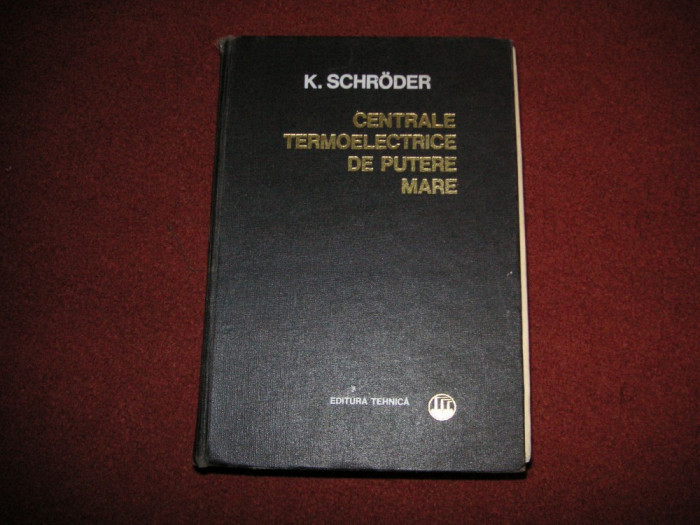 K. SCHRÖDER
CENTRALE
TERMOELECTRICE
DE PUTERE
MARE
EDITURA TEHNICĂ